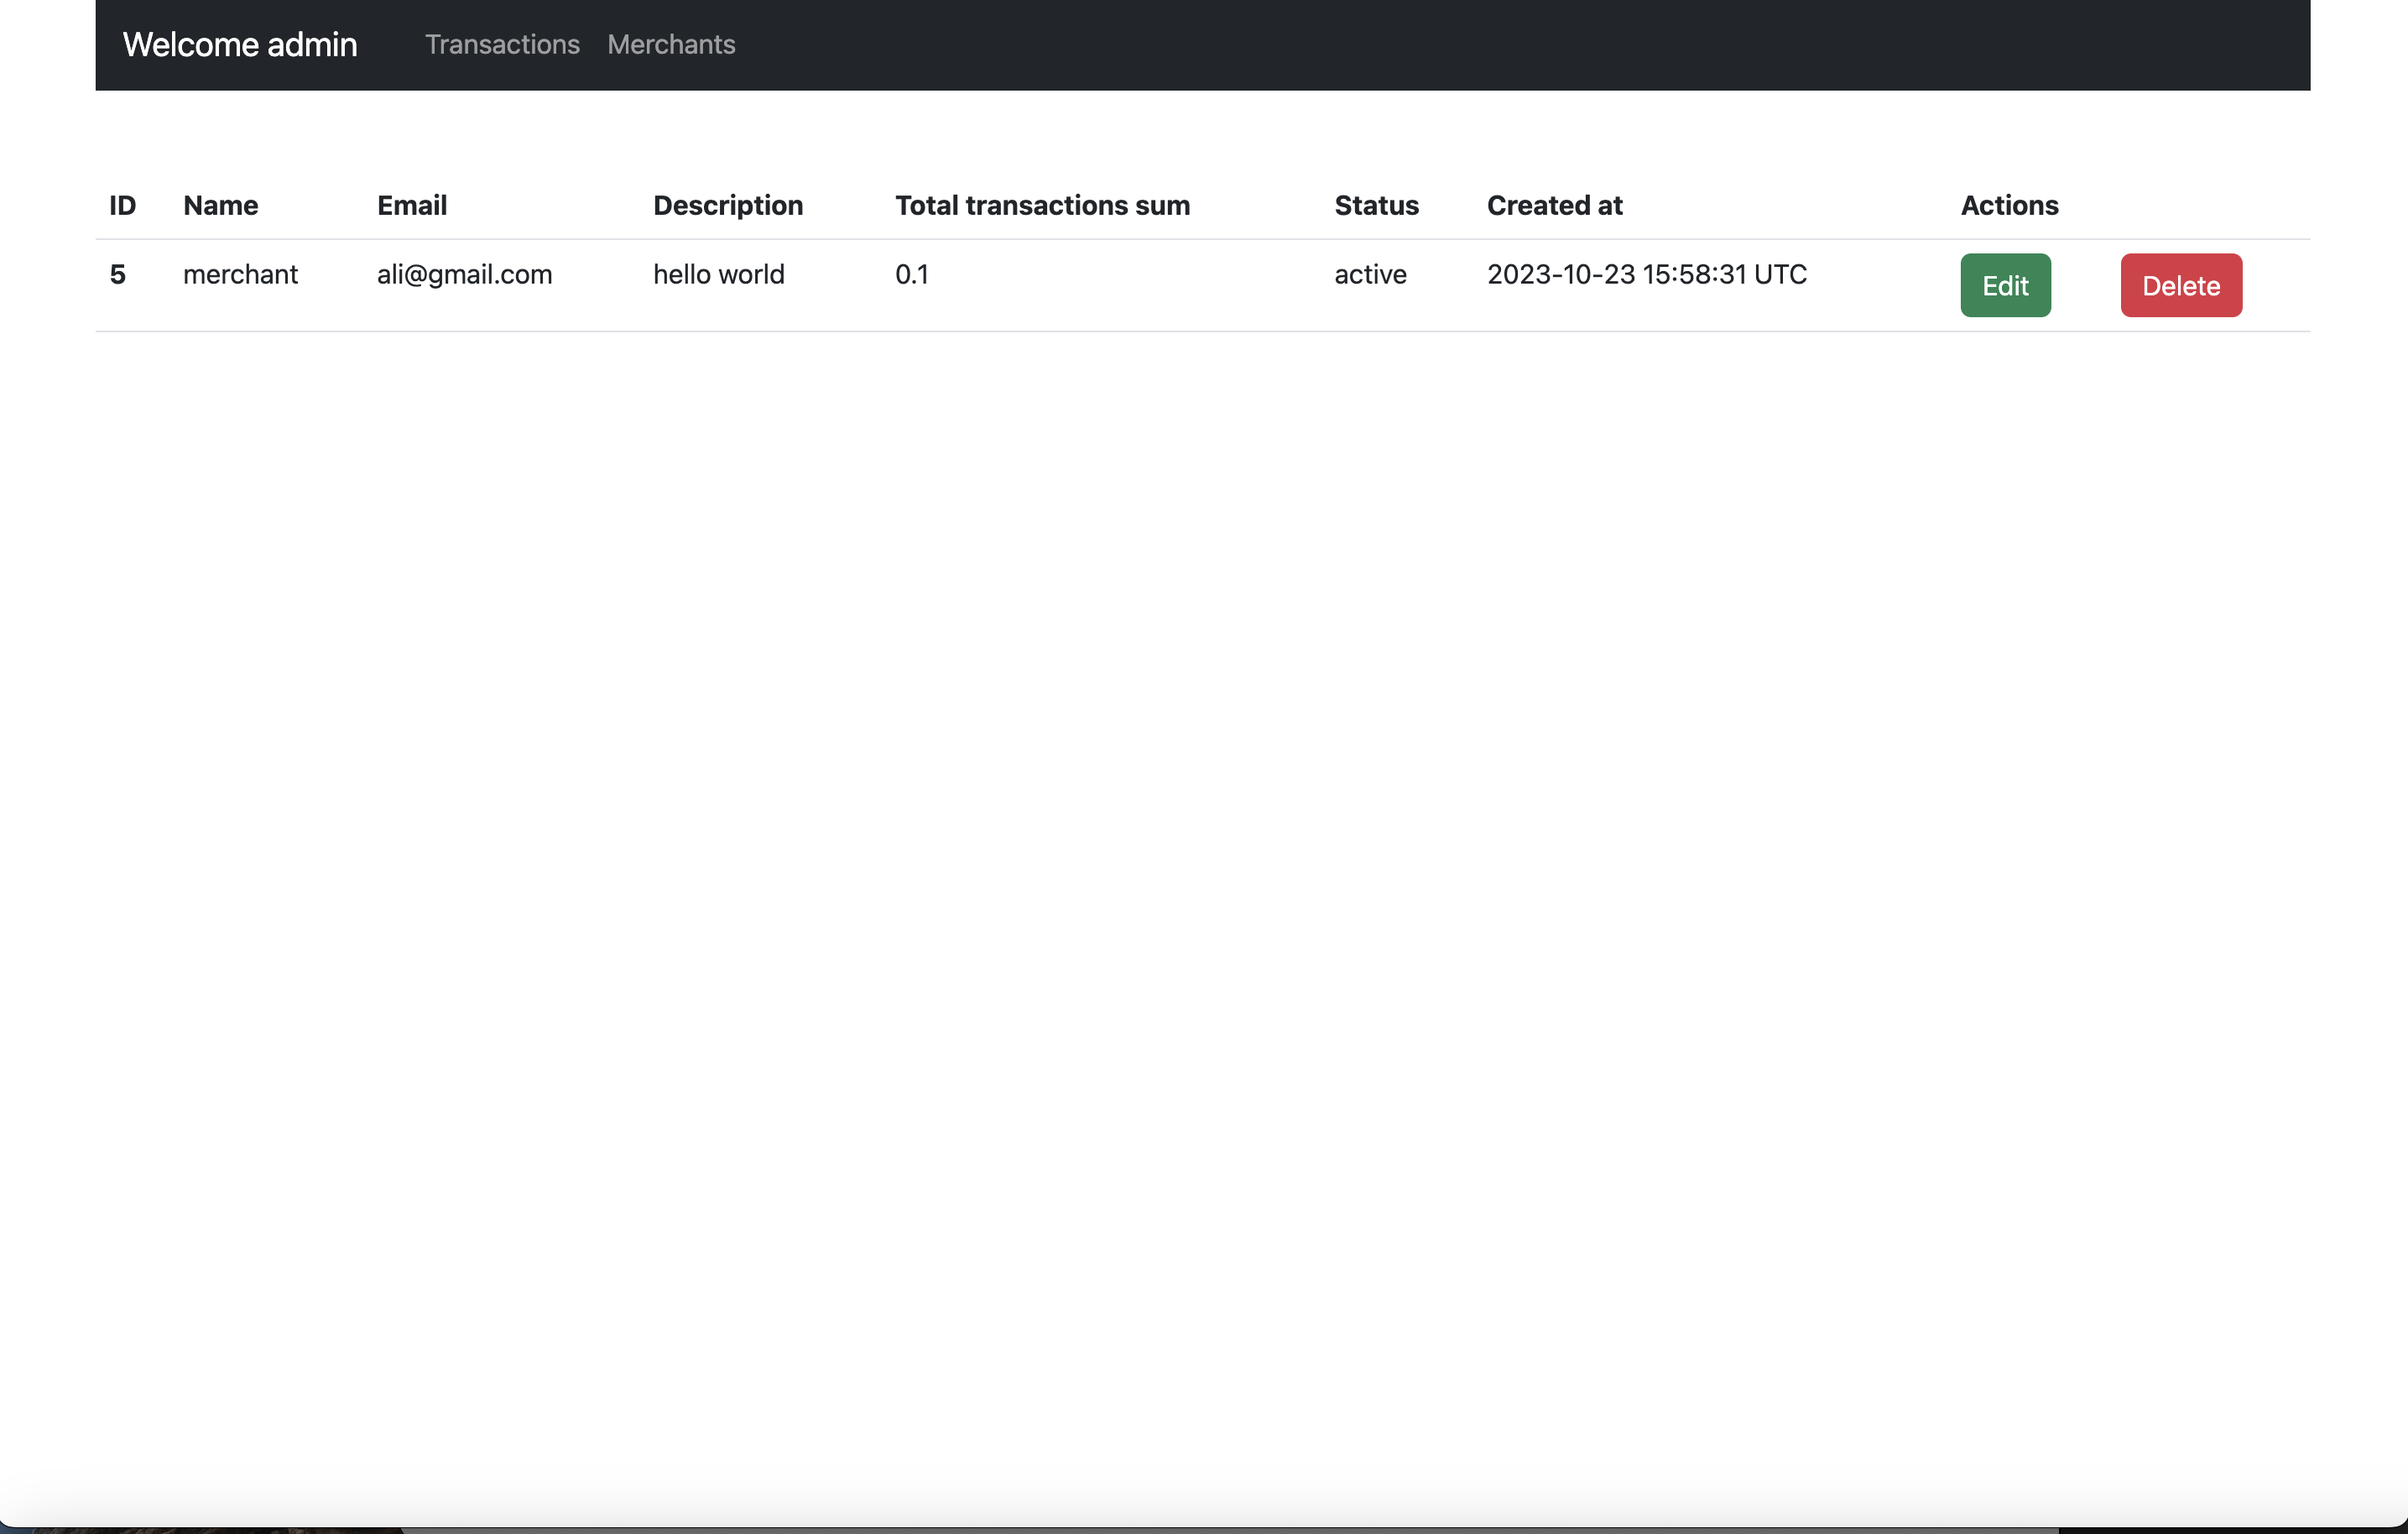 Welcome admin Transactions Merchants
ID Name Email Description Total transactions sum Status Created at Actions
5 merchant ali@gmail.com hello world 0.1 active 2023-10-23 15:58:31 UTC Edit Delete